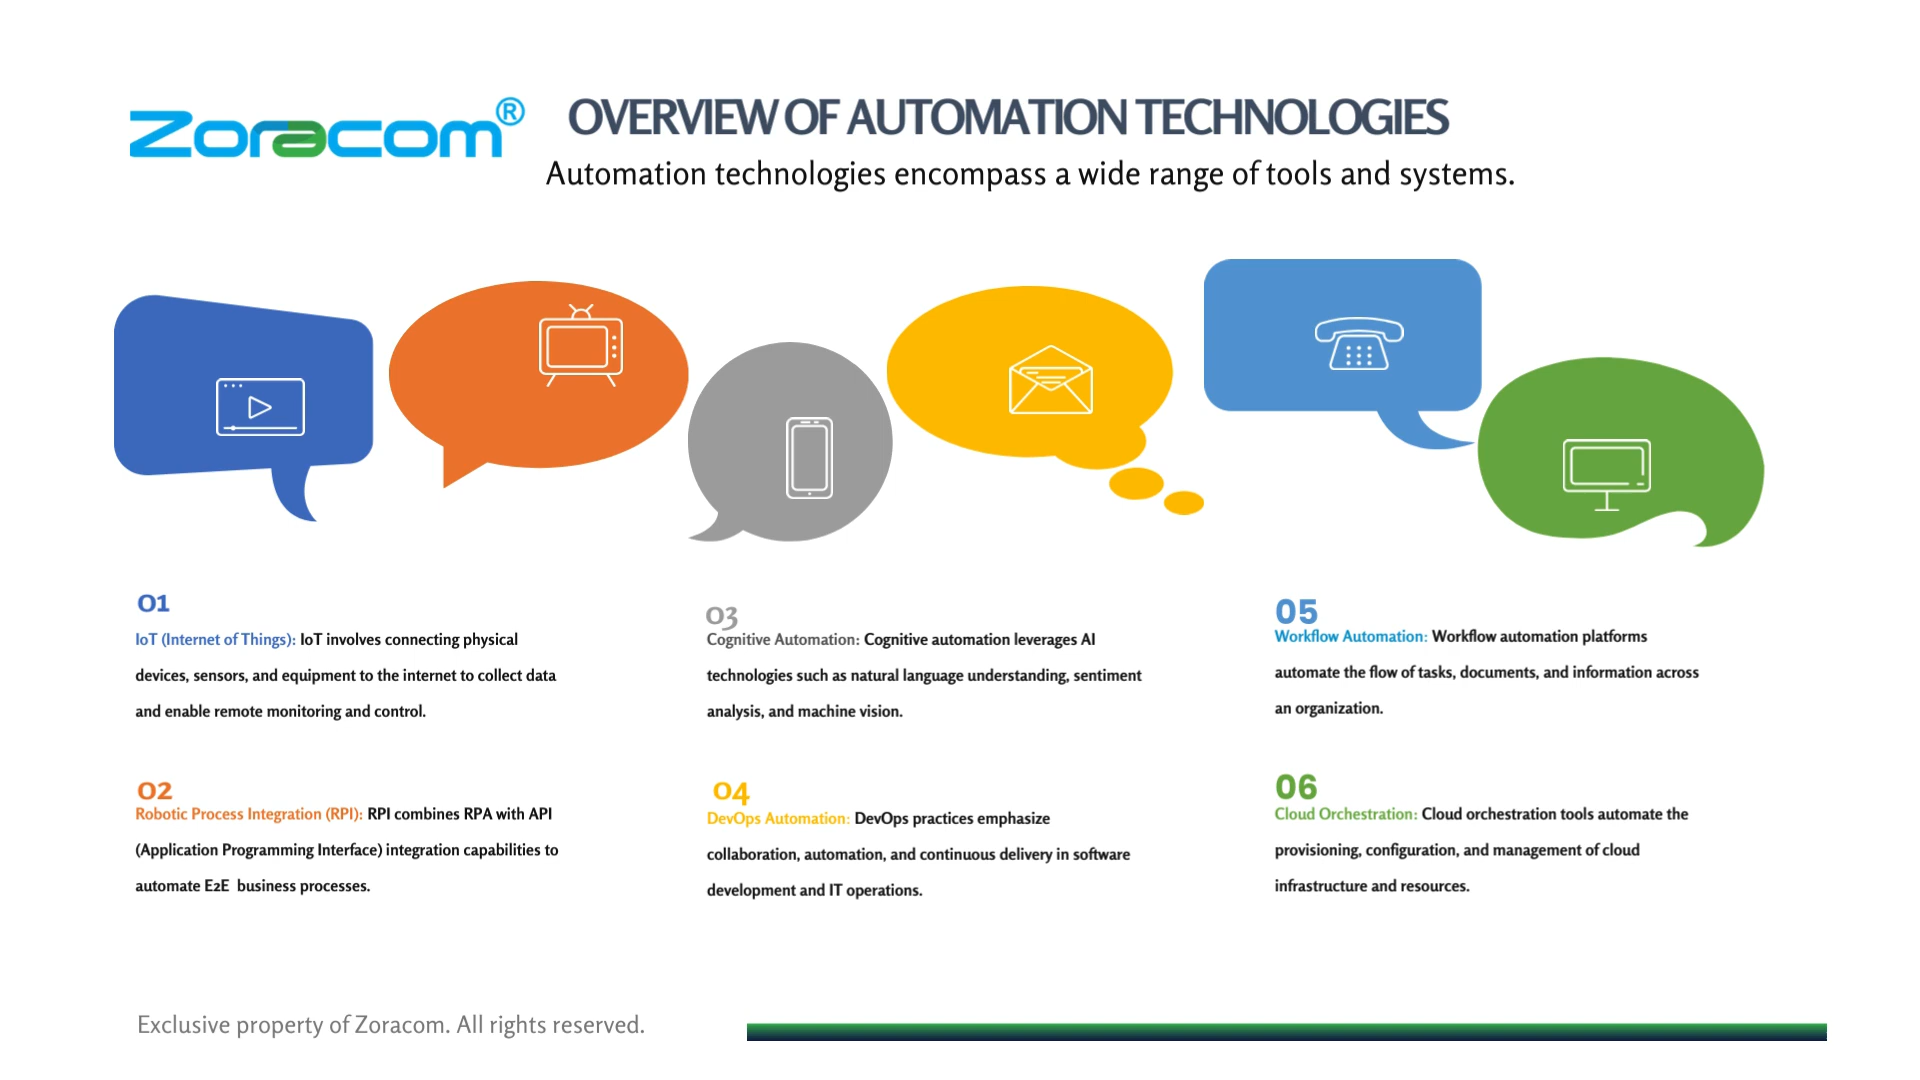 Zoracom®
OVERVIEW OF AUTOMATION TECHNOLOGIES
Automation technologies encompass a wide range of tools and systems.
01
IoT (Internet of Things): IoT involves connecting physical
devices, sensors, and equipment to the internet to collect data
and enable remote monitoring and control.
02
Robotic Process Integration (RPI): RPI combines RPA with API
(Application Programming Interface) integration capabilities to
automate E2E business processes.
03
Cognitive Automation: Cognitive automation leverages AI
technologies such as natural language understanding, sentiment
analysis, and machine vision.
04
DevOps Automation: DevOps practices emphasize
collaboration, automation, and continuous delivery in software
development and IT operations.
05
Workflow Automation: Workflow automation platforms
automate the flow of tasks, documents, and information across
an organization.
06
Cloud Orchestration: Cloud orchestration tools automate the
provisioning, configuration, and management of cloud
infrastructure and resources.
Exclusive property of Zoracom. All rights reserved.